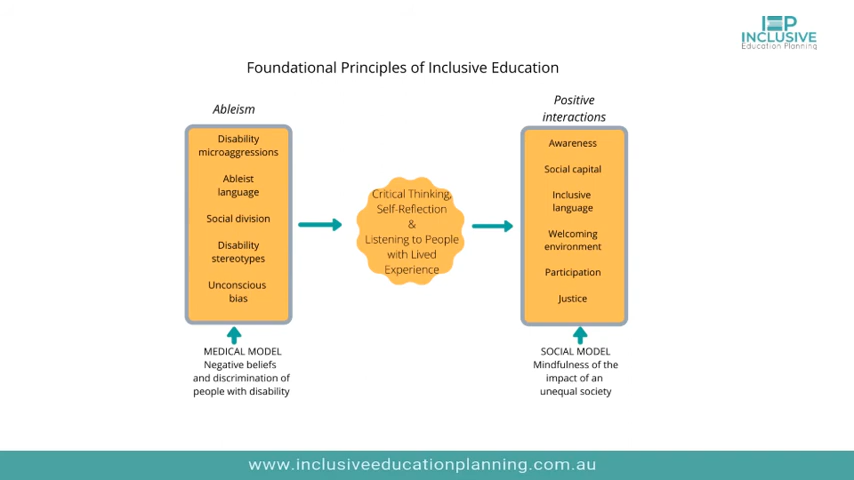 IEP
INCLUSIVE
Education Planning
Foundational Principles of Inclusive Education
Ableism
Disability
microaggressions
Ableist
language
Social division
Disability
stereotypes
Unconscious
bias
MEDICAL MODEL
Negative beliefs
and discrimination of
people with disability
Critical Thinking,
Self-Reflection
&
Listening to People
with Lived
Experience
Positive
interactions
Awareness
Social capital
Inclusive
language
Welcoming
environment
Participation
Justice
SOCIAL MODEL
Mindfulness of the
impact of an
unequal society
www.inclusiveeducationplanning.com.au